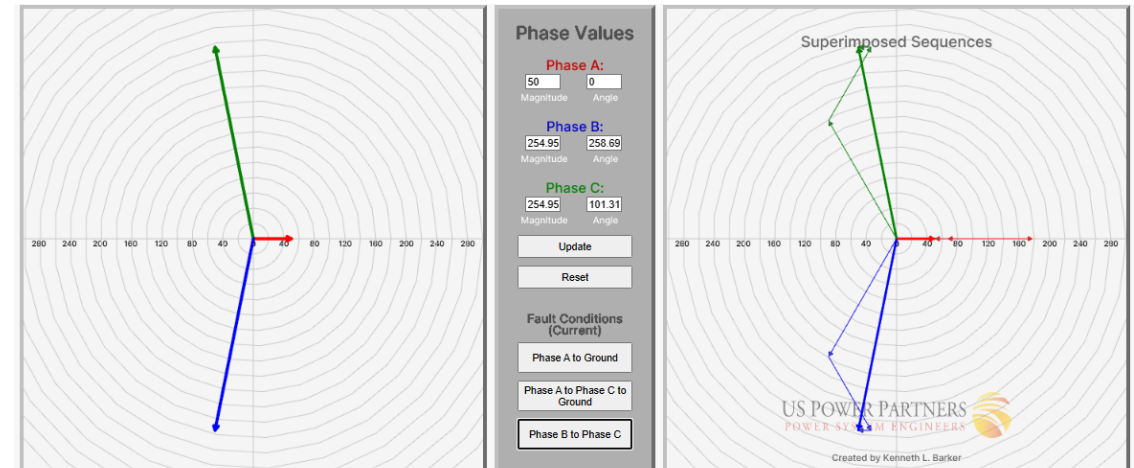 Phase Values
Phase A:
50 0
Magnitude Angle
Phase B:
254.95 258.69
Magnitude Angle
Phase C:
254.95 101.31
Magnitude Angle
Update
Reset
Fault Conditions
(Current)
Phase A to Ground
Phase A to Phase C to
Ground
Phase B to Phase C
280 240 200 160 120 80 40 0 40 80 120 160 200 240 280
Superimposed Sequences
280 240 200 160 120 80 40 0 40 80 120 160 200 240 280
US POWER PARTNERS
POWER SYSTEM ENGINEERS
Created by Kenneth L. Barker